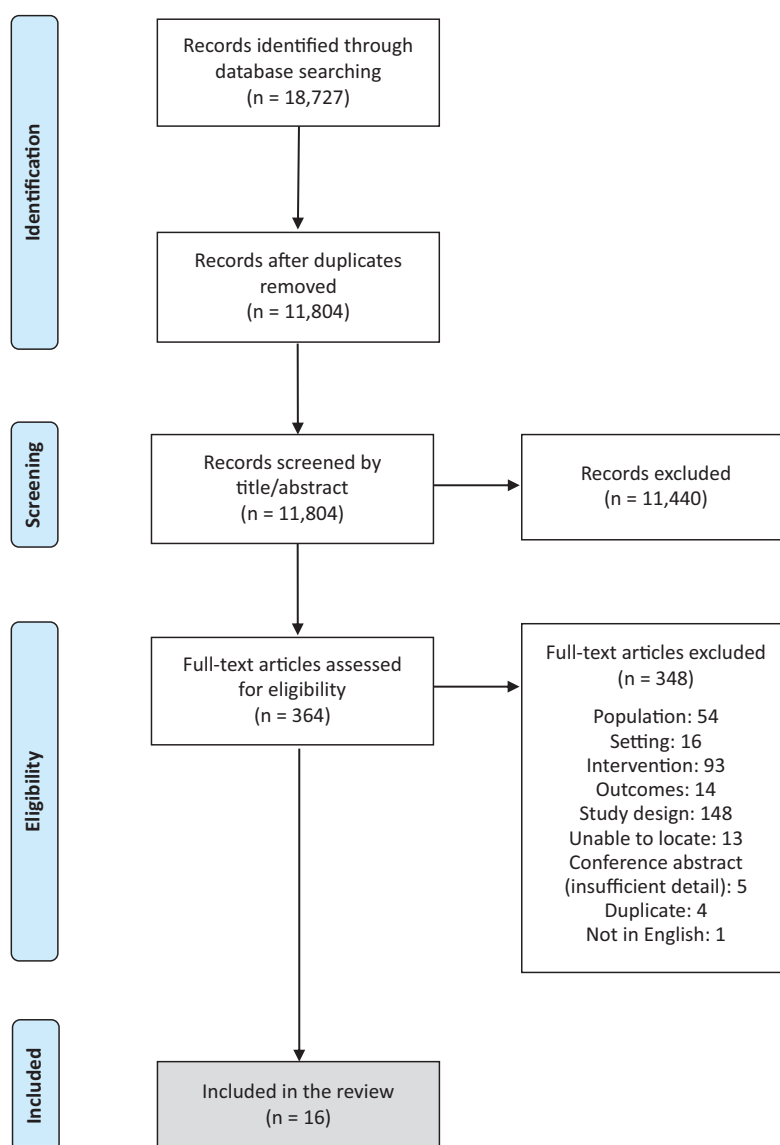 Identification
Records identified through
database searching
(n = 18,727)
Records after duplicates
removed
(n = 11,804)
Screening
Records screened by
title/abstract
(n = 11,804)
Records excluded
(n = 11,440)
Eligibility
Full-text articles assessed
for eligibility
(n = 364)
Full-text articles excluded
(n = 348)
Population: 54
Setting: 16
Intervention: 93
Outcomes: 14
Study design: 148
Unable to locate: 13
Conference abstract
(insufficient detail): 5
Duplicate: 4
Not in English: 1
Included
Included in the review
(n = 16)